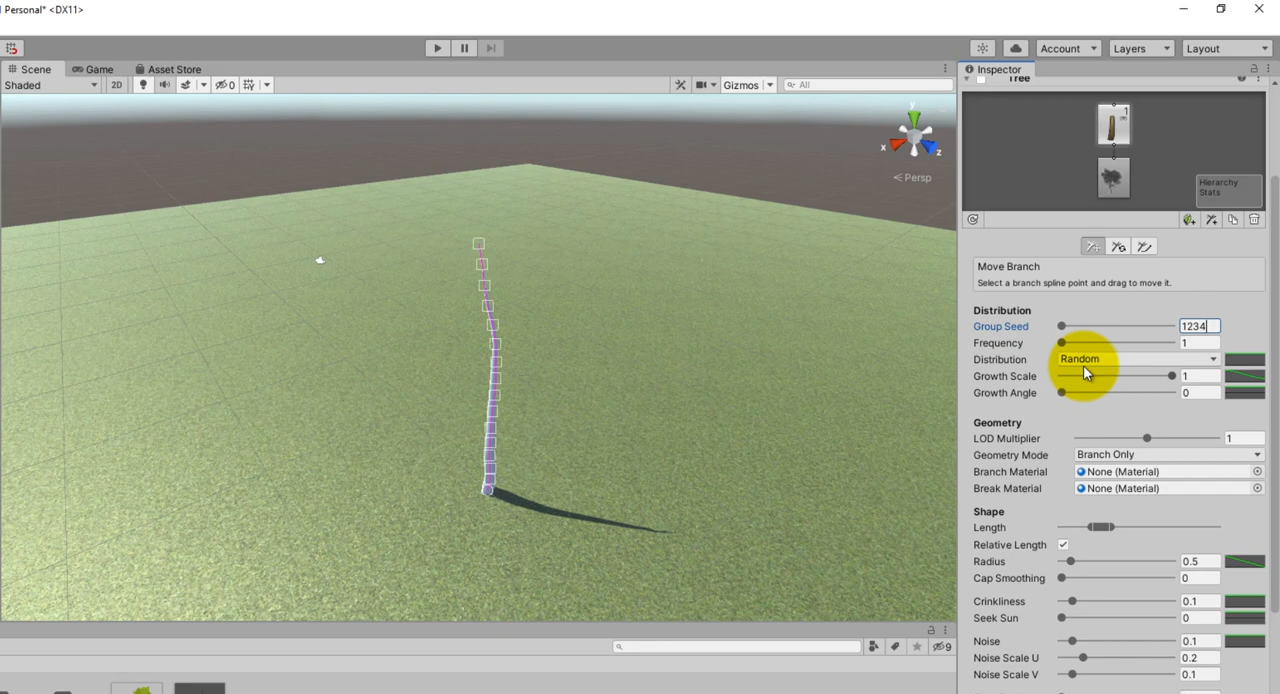 Personal* <DX11>
Account
Layers
Layout
Scene
Game
Asset Store
Inspector
Shaded
2D
0
Gizmos
All
Tree
y
x
z
Persp
1
Hierarchy
Stats
Move Branch
Select a branch spline point and drag to move it.
Distribution
Group Seed
1234
Frequency
1
Distribution
Random
Growth Scale
1
Growth Angle
0
Geometry
LOD Multiplier
1
Geometry Mode
Branch Only
Branch Material
None (Material)
Break Material
None (Material)
Shape
Length
Relative Length
Radius
0.5
Cap Smoothing
0
Crinkliness
0.1
Seek Sun
0
Noise
0.1
Noise Scale U
0.2
Noise Scale V
0.1
9